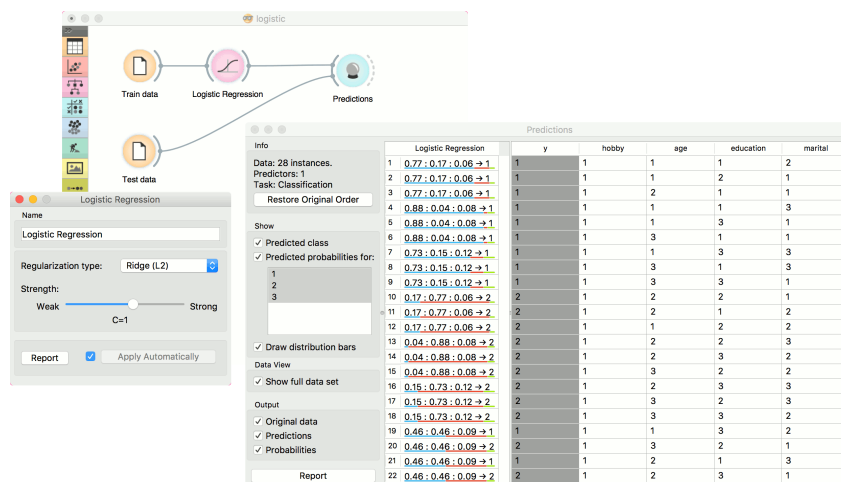 logistic
Train data
Logistic Regression
Predictions
Test data
Logistic Regression
Name
Logistic Regression
Regularization type: Ridge (L2)
Strength:
Weak Strong
C=1
Report Apply Automatically
Predictions
Info
Data: 28 instances.
Predictors: 1
Task: Classification
Restore Original Order
Show
Predicted class
Predicted probabilities for:
1
2
3
Draw distribution bars
Data View
Show full data set
Output
Original data
Predictions
Probabilities
Report
Logistic Regression y hobby age education marital
1 0.77 : 0.17 : 0.06 → 1 1 1 1 1 2
2 0.77 : 0.17 : 0.06 → 1 1 1 1 2 1
3 0.77 : 0.17 : 0.06 → 1 1 1 2 1 1
4 0.88 : 0.04 : 0.08 → 1 1 1 1 1 3
5 0.88 : 0.04 : 0.08 → 1 1 1 1 3 1
6 0.88 : 0.04 : 0.08 → 1 1 1 3 1 1
7 0.73 : 0.15 : 0.12 → 1 1 1 1 3 3
8 0.73 : 0.15 : 0.12 → 1 1 1 3 1 3
9 0.73 : 0.15 : 0.12 → 1 1 1 3 3 1
10 0.17 : 0.77 : 0.06 → 2 2 1 2 2 1
11 0.17 : 0.77 : 0.06 → 2 2 1 2 1 2
12 0.17 : 0.77 : 0.06 → 2 2 1 1 2 2
13 0.04 : 0.88 : 0.08 → 2 2 1 2 2 3
14 0.04 : 0.88 : 0.08 → 2 2 1 2 3 2
15 0.04 : 0.88 : 0.08 → 2 2 1 3 2 2
16 0.15 : 0.73 : 0.12 → 2 2 1 2 3 3
17 0.15 : 0.73 : 0.12 → 2 2 1 3 2 3
18 0.15 : 0.73 : 0.12 → 2 2 1 3 3 2
19 0.46 : 0.46 : 0.09 → 1 1 1 1 3 2
20 0.46 : 0.46 : 0.09 → 2 2 1 3 2 1
21 0.46 : 0.46 : 0.09 → 1 1 1 2 1 3
22 0.46 : 0.46 : 0.09 → 2 2 1 2 3 1